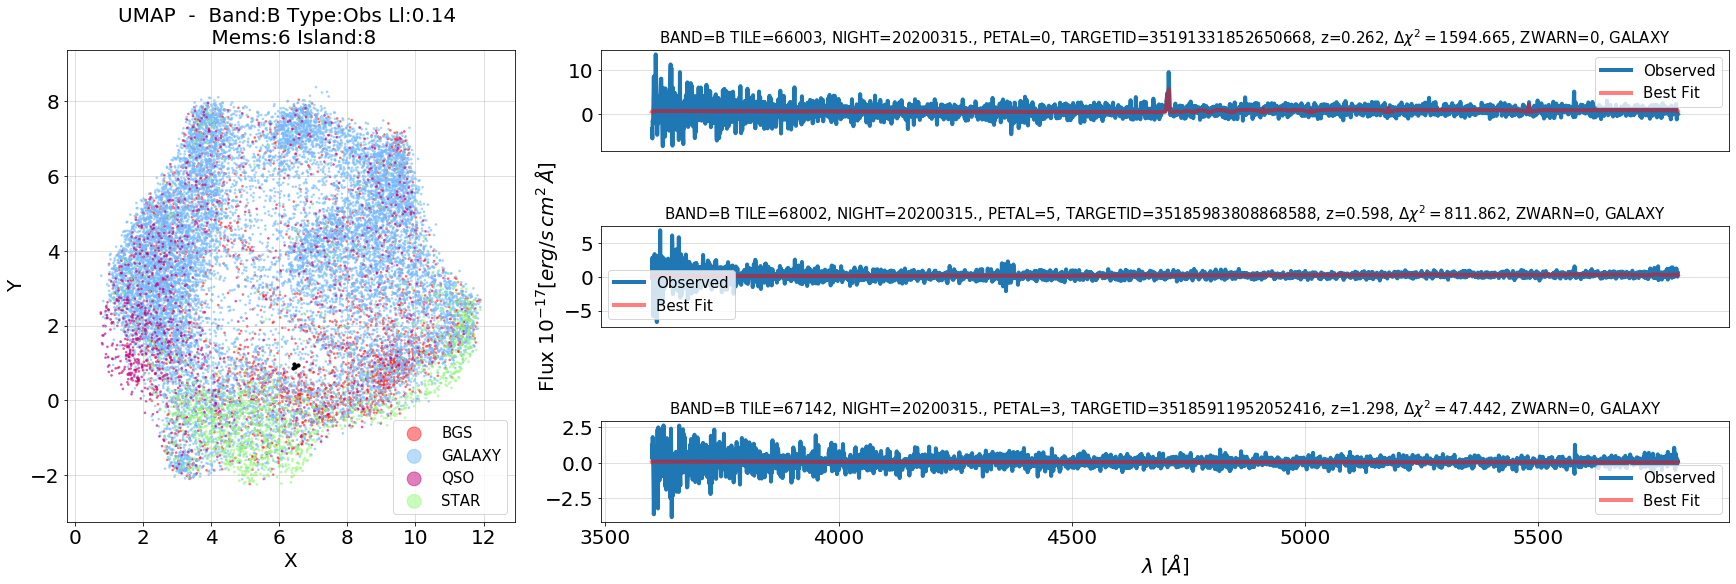 UMAP  -  Band:B Type:Obs Ll:0.14
Mems:6 Island:8
Y
8
6
4
2
0
−2
0 2 4 6 8 10 12
X
BGS
GALAXY
QSO
STAR
Flux 10⁻¹⁷[erg/s cm² Å]
BAND=B TILE=66003, NIGHT=20200315., PETAL=0, TARGETID=35191331852650668, z=0.262, Δχ²=1594.665, ZWARN=0, GALAXY
10
0
Observed
Best Fit
BAND=B TILE=68002, NIGHT=20200315., PETAL=5, TARGETID=35185983808868588, z=0.598, Δχ²=811.862, ZWARN=0, GALAXY
5
0
−5
Observed
Best Fit
BAND=B TILE=67142, NIGHT=20200315., PETAL=3, TARGETID=35185911952052416, z=1.298, Δχ²=47.442, ZWARN=0, GALAXY
2.5
0.0
−2.5
Observed
Best Fit
3500 4000 4500 5000 5500
λ [Å]